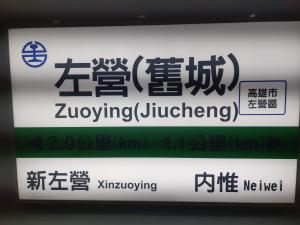 左營(舊城)
Zuoying(Jiucheng)
高雄市
左營區
◀ 2.0公里(km) 1.1公里(km) ▶
新左營 Xinzuoying 内惟 Neiwei